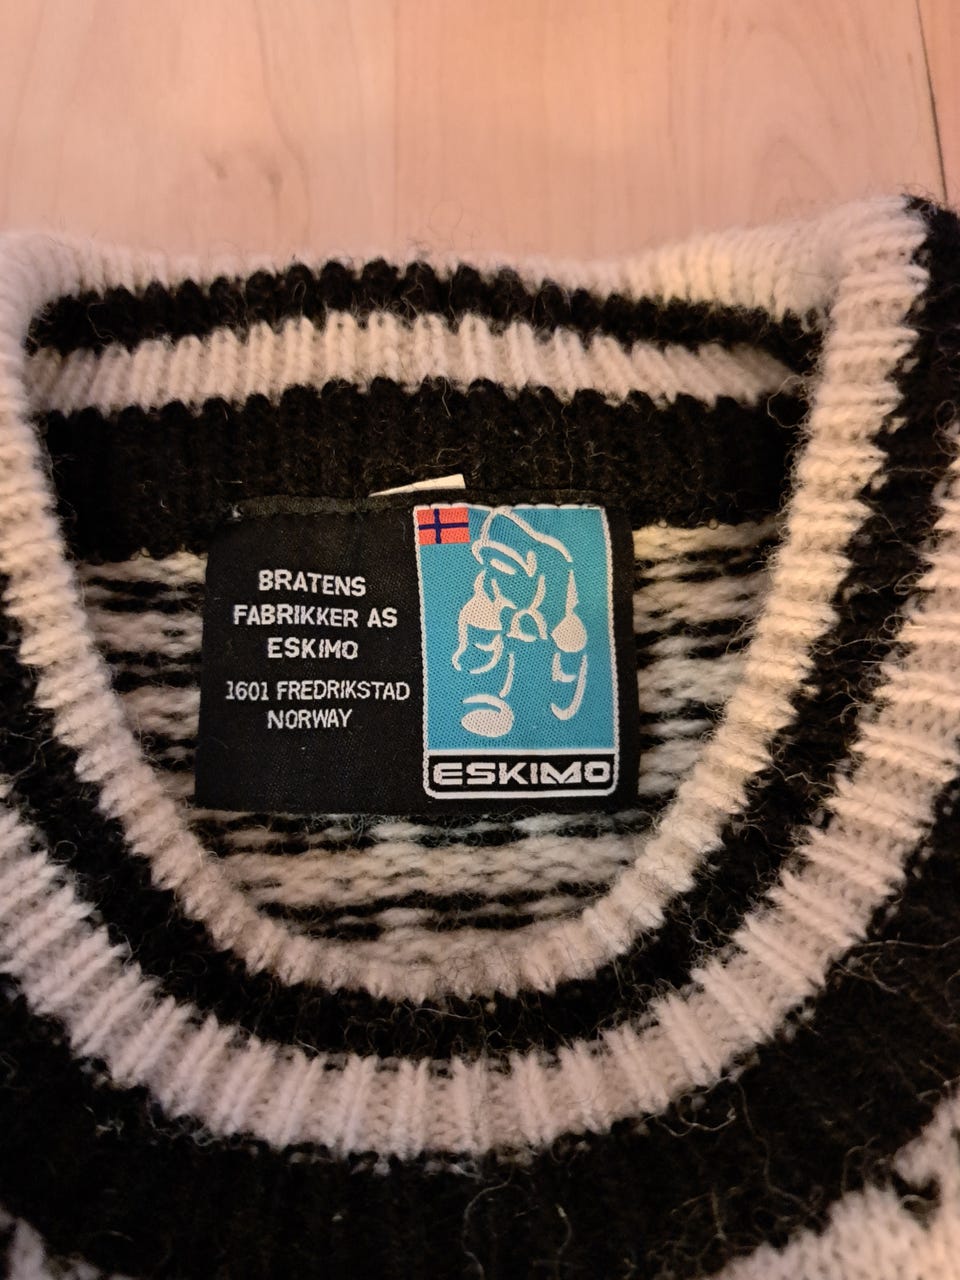 BRATENS
FABRIKKER AS
ESKIMO
1601 FREDRIKSTAD
NORWAY
ESKIMO